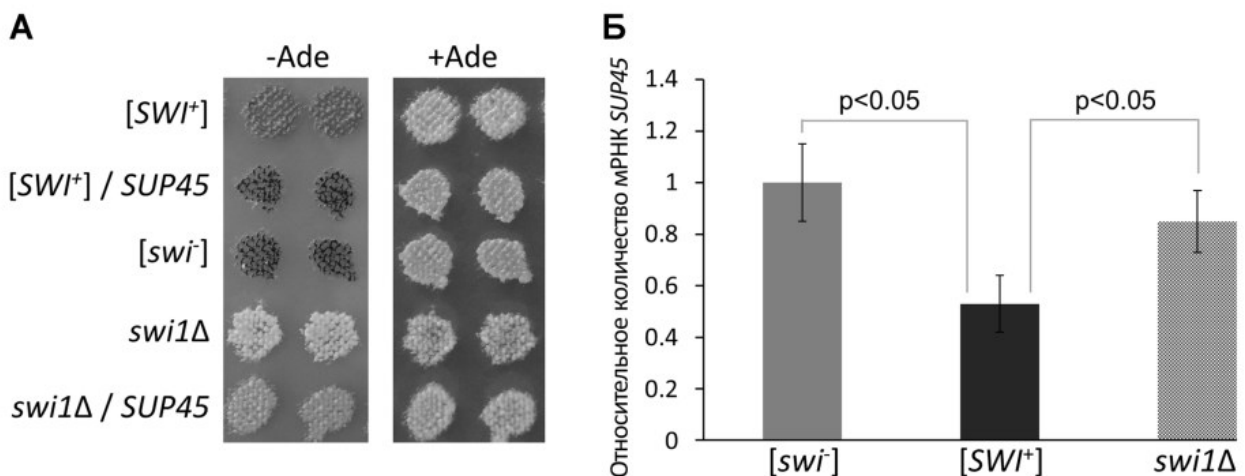 А
-Ade
+Ade
[SWI⁺]
[SWI⁺] / SUP45
[swi⁻]
swi1Δ
swi1Δ / SUP45
Б
Относительное количество мРНК SUP45
1.4
1.2
1
0.8
0.6
0.4
0.2
0
p<0.05
p<0.05
[swi⁻]
[SWI⁺]
swi1Δ